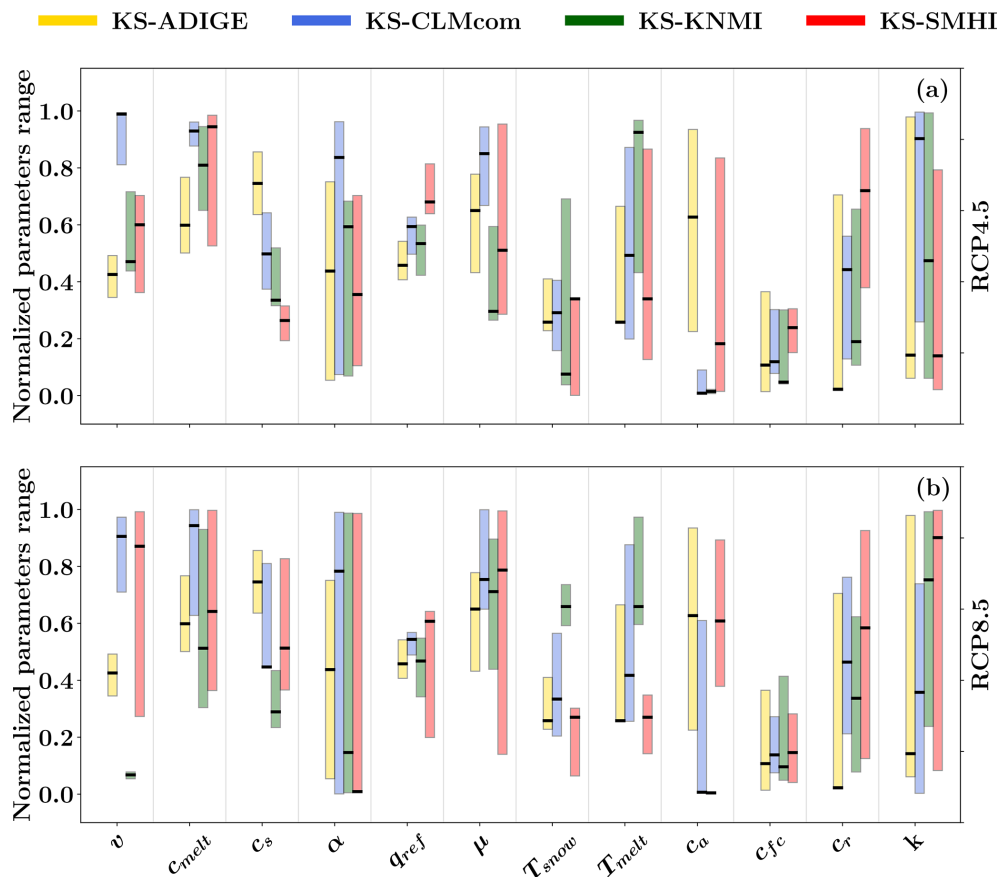 KS-ADIGE KS-CLMcom KS-KNMI KS-SMHI
(a)
Normalized parameters range
1.0
0.8
0.6
0.4
0.2
0.0
RCP4.5
(b)
Normalized parameters range
1.0
0.8
0.6
0.4
0.2
0.0
RCP8.5
v c_melt c_s α q_ref μ T_snow T_melt c_a c_fc c_r k